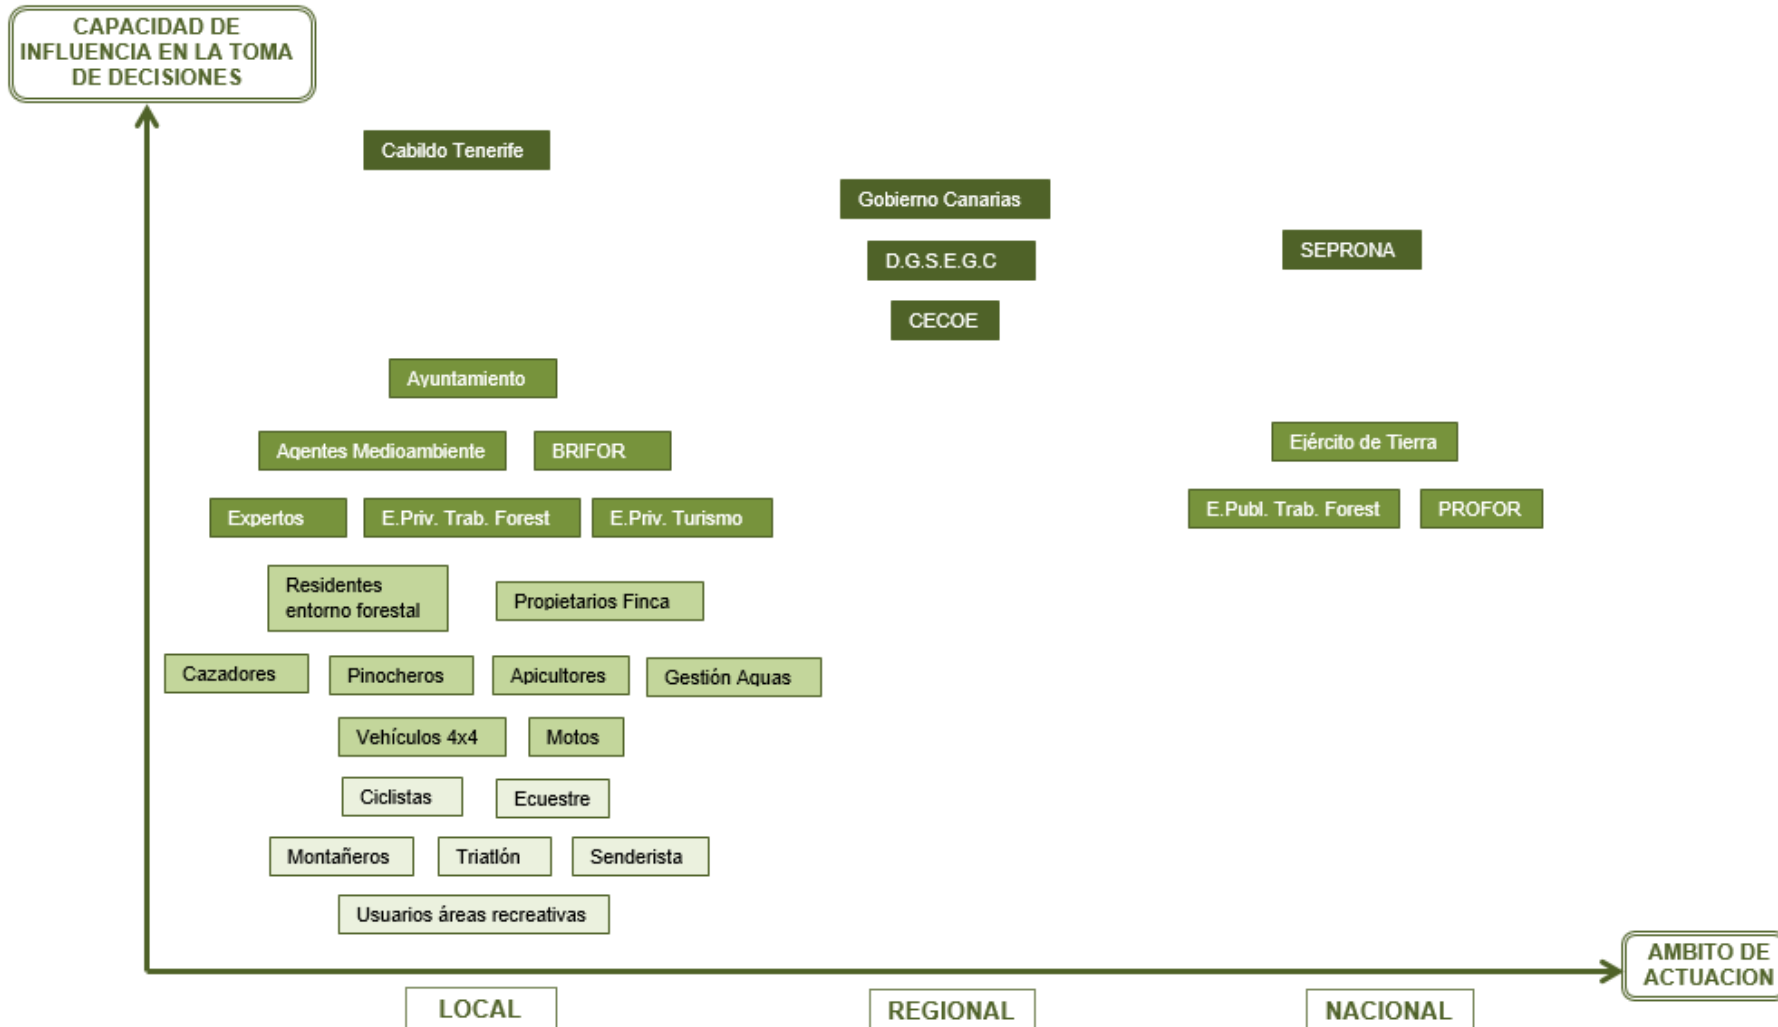 CAPACIDAD DE
INFLUENCIA EN LA TOMA
DE DECISIONES
Cabildo Tenerife
Gobierno Canarias
SEPRONA
D.G.S.E.G.C
CECOE
Ayuntamiento
Agentes Medioambiente
BRIFOR
Ejército de Tierra
Expertos
E.Priv. Trab. Forest
E.Priv. Turismo
E.Publ. Trab. Forest
PROFOR
Residentes
entorno forestal
Propietarios Finca
Cazadores
Pinocheros
Apicultores
Gestión Aguas
Vehículos 4x4
Motos
Ciclistas
Ecuestre
Montañeros
Triatlón
Senderista
Usuarios áreas recreativas
AMBITO DE
ACTUACION
LOCAL
REGIONAL
NACIONAL